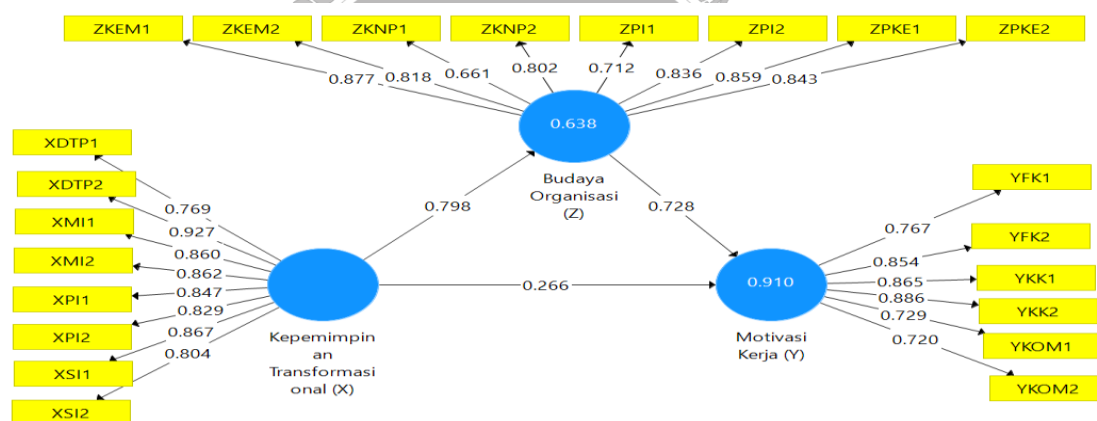 ZKEM1 ZKEM2 ZKNP1 ZKNP2 ZPI1 ZPI2 ZPKE1 ZPKE2
0.877 0.818 0.661 0.802 0.712 0.836 0.859 0.843
0.638
Budaya
Organisasi
(Z)
XDTP1
XDTP2
XMI1
XMI2
XPI1
XPI2
XSI1
XSI2
0.769
0.927
0.860
0.862
0.847
0.829
0.867
0.804
0.798
0.728
0.266
Kepemimpin
an
Transformasi
onal (X)
0.910
Motivasi
Kerja (Y)
0.767
0.854
0.865
0.886
0.729
0.720
YFK1
YFK2
YKK1
YKK2
YKOM1
YKOM2